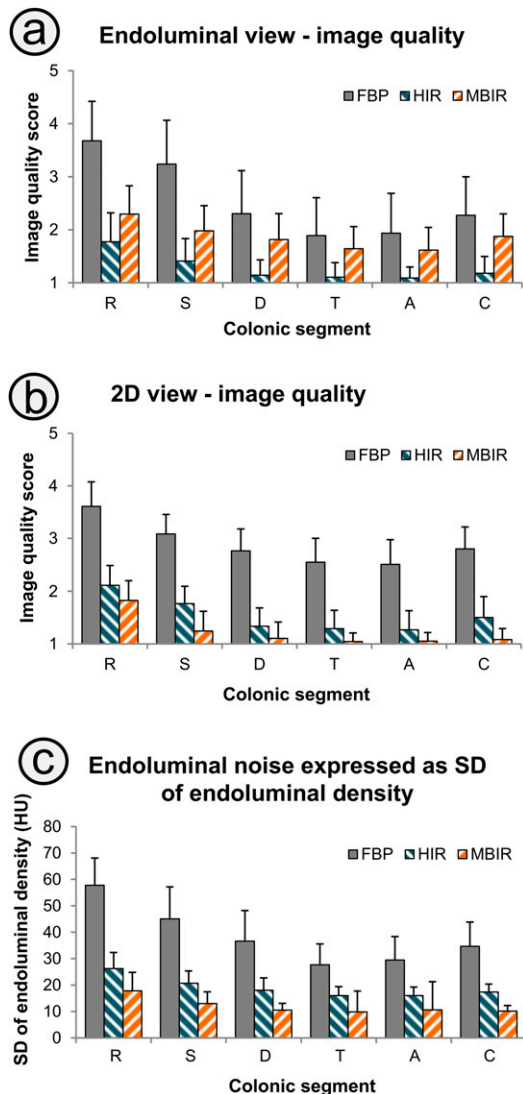 a
Endoluminal view - image quality
5
4
3
2
1
Image quality score
FBP HIR MBIR
R S D T A C
Colonic segment
b
2D view - image quality
5
4
3
2
1
Image quality score
FBP HIR MBIR
R S D T A C
Colonic segment
c
Endoluminal noise expressed as SD
of endoluminal density
80
70
60
50
40
30
20
10
0
SD of endoluminal density (HU)
FBP HIR MBIR
R S D T A C
Colonic segment